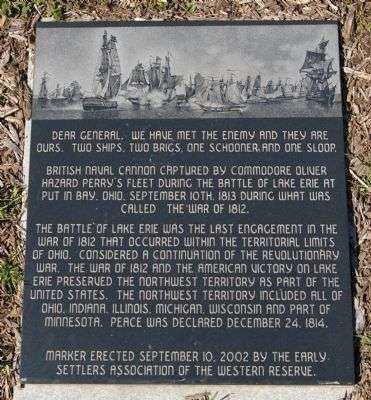 DEAR GENERAL. WE HAVE MET THE ENEMY AND THEY ARE
OURS. TWO SHIPS, TWO BRIGS, ONE SCHOONER, AND ONE SLOOP.
BRITISH NAVAL CANNON CAPTURED BY COMMODORE OLIVER
HAZARD PERRY'S FLEET DURING THE BATTLE OF LAKE ERIE AT
PUT IN BAY, OHIO. SEPTEMBER 10TH, 1813 DURING WHAT WAS
CALLED THE WAR OF 1812.
THE BATTLE OF LAKE ERIE WAS THE LAST ENGAGEMENT IN THE
WAR OF 1812 THAT OCCURRED WITHIN THE TERRITORIAL LIMITS
OF OHIO. CONSIDERED A CONTINUATION OF THE REVOLUTIONARY
WAR. THE WAR OF 1812 AND THE AMERICAN VICTORY ON LAKE
ERIE PRESERVED THE NORTHWEST TERRITORY AS PART OF THE
UNITED STATES. THE NORTHWEST TERRITORY INCLUDED ALL OF
OHIO, INDIANA, ILLINOIS, MICHIGAN, WISCONSIN AND PART OF
MINNESOTA. PEACE WAS DECLARED DECEMBER 24, 1814.
MARKER ERECTED SEPTEMBER 10, 2002 BY THE EARLY
SETTLERS ASSOCIATION OF THE WESTERN RESERVE.